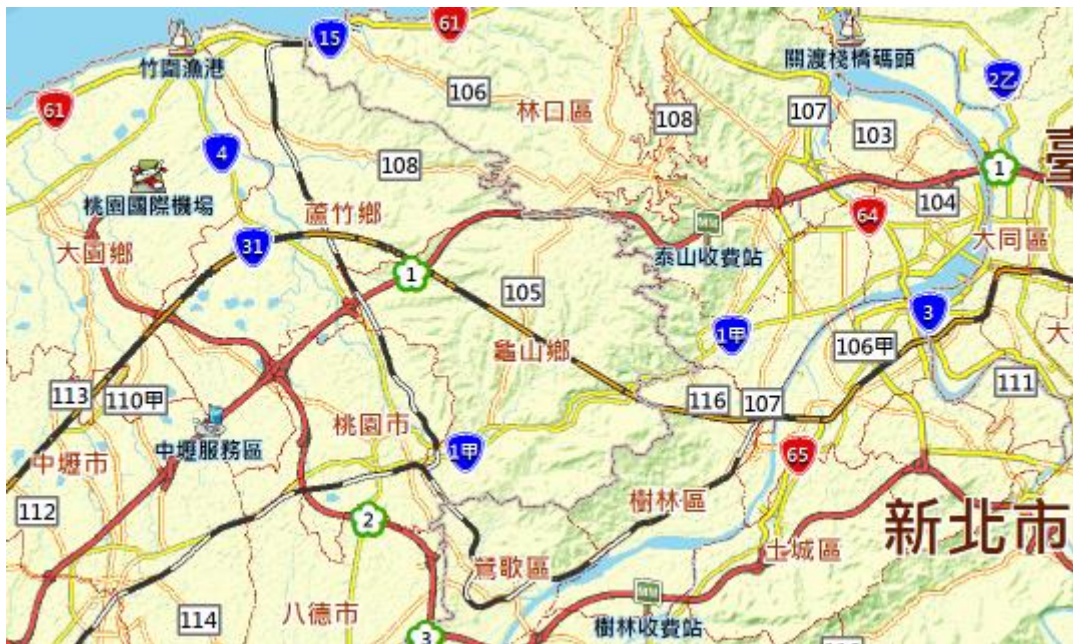 15
61
竹圍漁港
關渡棧橋碼頭
2乙
61
106
林口區
107
108
103
4
108
臺
1
桃園國際機場
蘆竹鄉
104
64
大園鄉
31
泰山收費站
大同區
1
105
3
1甲
龜山鄉
106甲
大
113
110甲
116
107
111
桃園市
中壢服務區
1甲
65
中壢市
樹林區
112
2
新北市
土城區
鶯歌區
114
八德市
樹林收費站
3